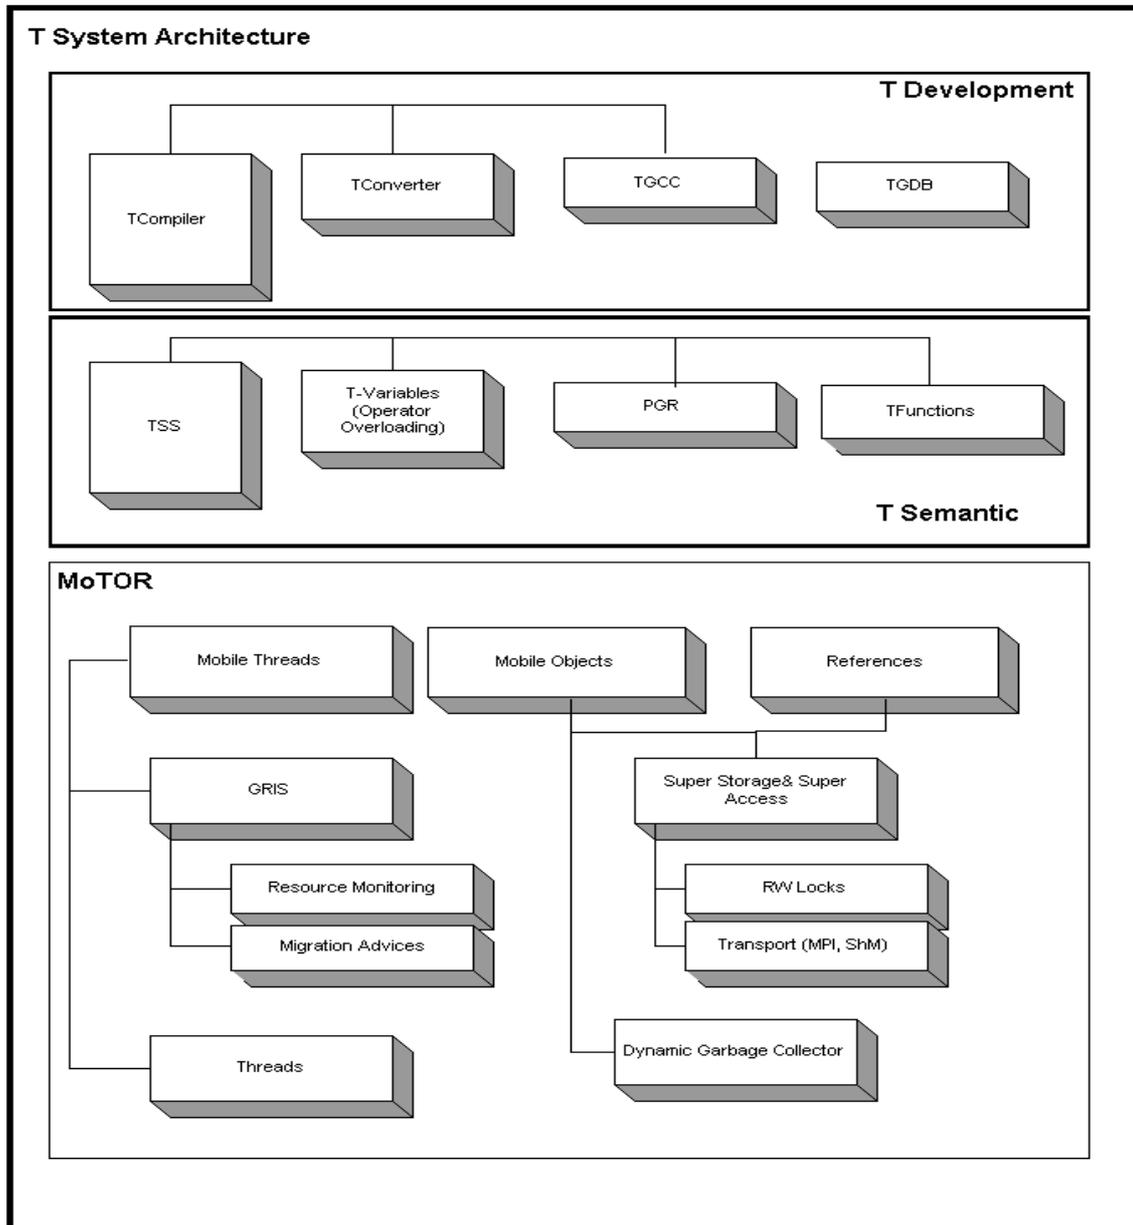 T System Architecture
T Development
TCompiler
TConverter
TGCC
TGDB
TSS
T-Variables
(Operator
Overloading)
PGR
TFunctions
T Semantic
MoTOR
Mobile Threads
Mobile Objects
References
GRIS
Super Storage& Super
Access
Resource Monitoring
RW Locks
Migration Advices
Transport (MPI, ShM)
Threads
Dynamic Garbage Collector